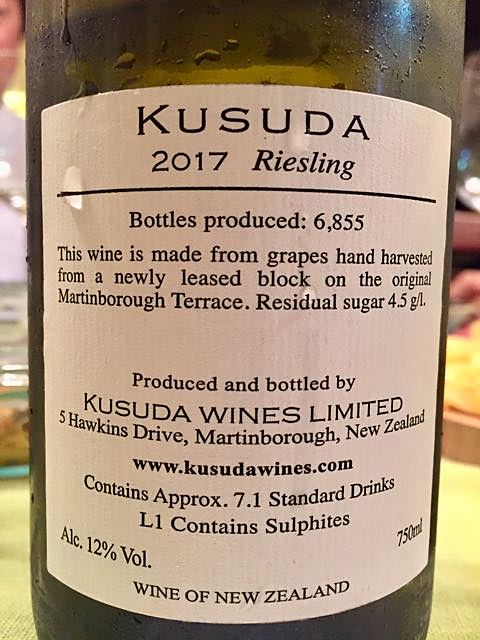 KUSUDA
2017 Riesling
Bottles produced: 6,855
This wine is made from grapes hand harvested
from a newly leased block on the original
Martinborough Terrace. Residual sugar 4.5 g/l.
Produced and bottled by
KUSUDA WINES LIMITED
5 Hawkins Drive, Martinborough, New Zealand
www.kusudawines.com
Contains Approx. 7.1 Standard Drinks
L1 Contains Sulphites
Alc. 12% Vol. 750ml
WINE OF NEW ZEALAND